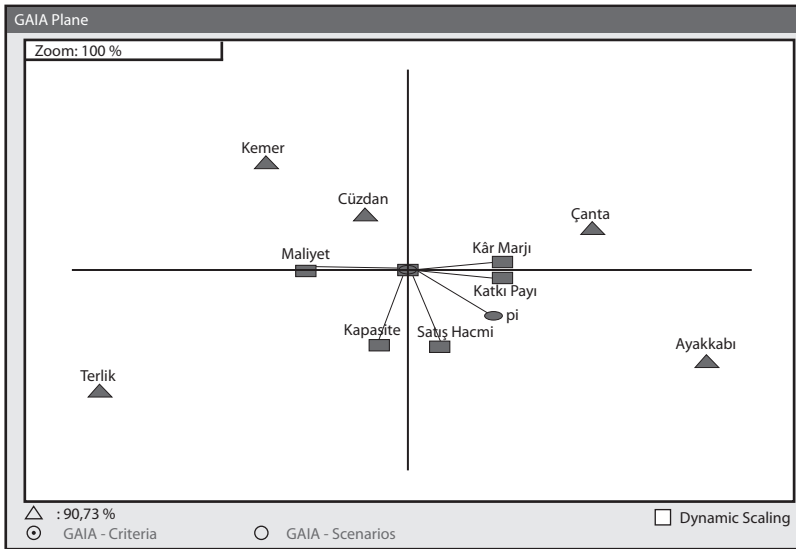 GAIA Plane
Zoom: 100 %
Kemer
Cüzdan
Çanta
Kâr Marjı
Maliyet
Katkı Payı
pi
Kapasite
Satış Hacmi
Ayakkabı
Terlik
: 90,73 %
Dynamic Scaling
GAIA - Criteria
GAIA - Scenarios